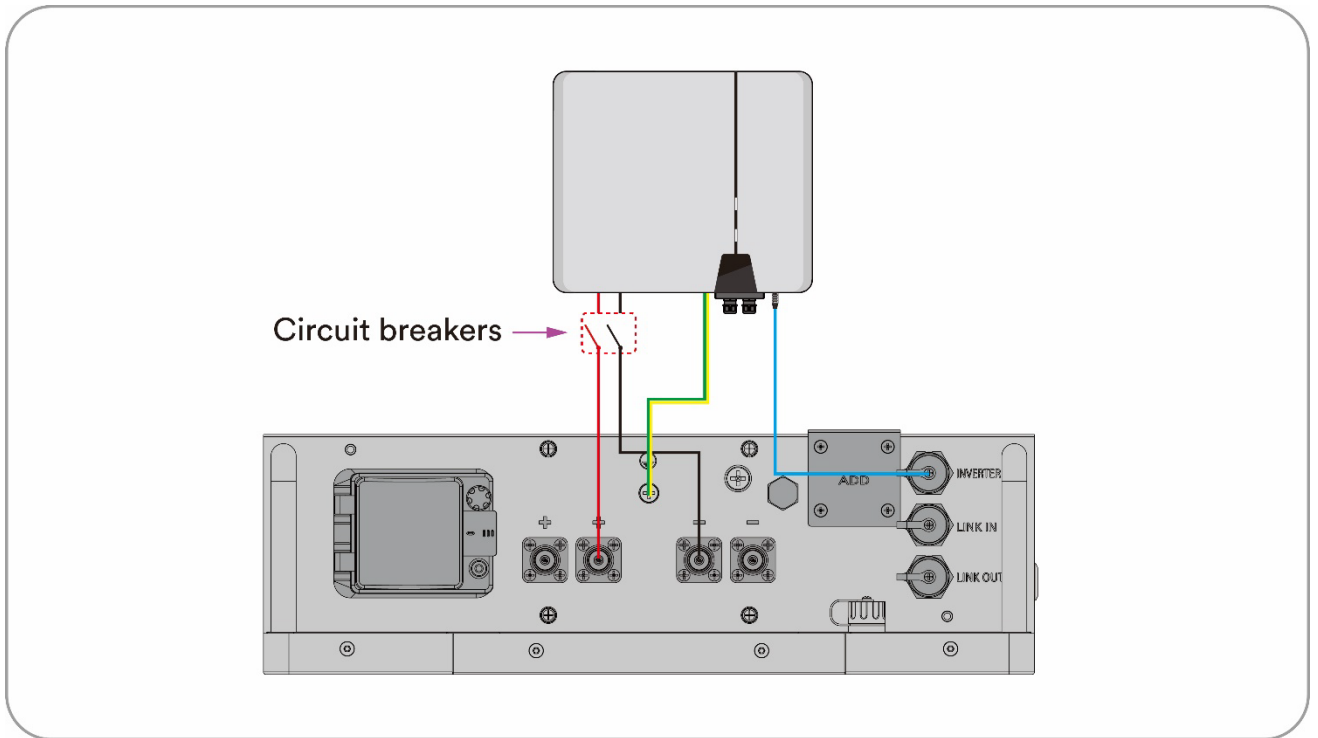 Circuit breakers
+ + - -
ADD
INVERTER
LINK IN
LINK OUT